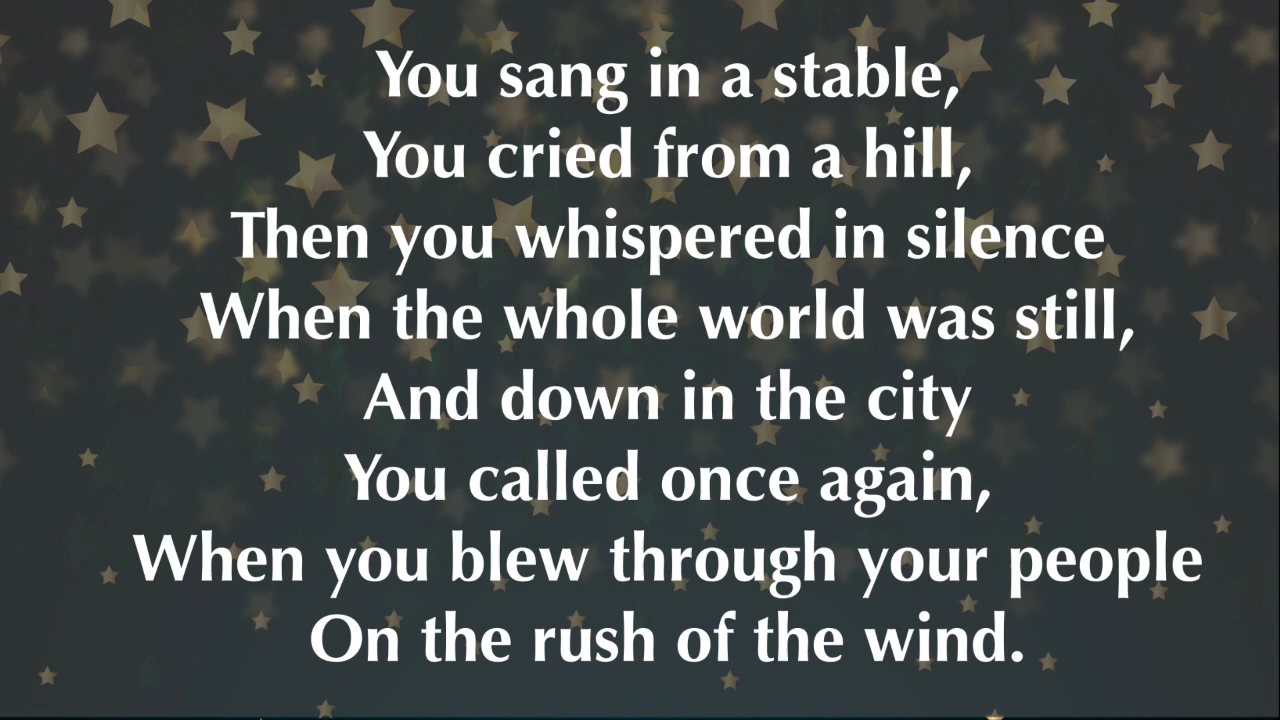 You sang in a stable,
You cried from a hill,
Then you whispered in silence
When the whole world was still,
And down in the city
You called once again,
When you blew through your people
On the rush of the wind.